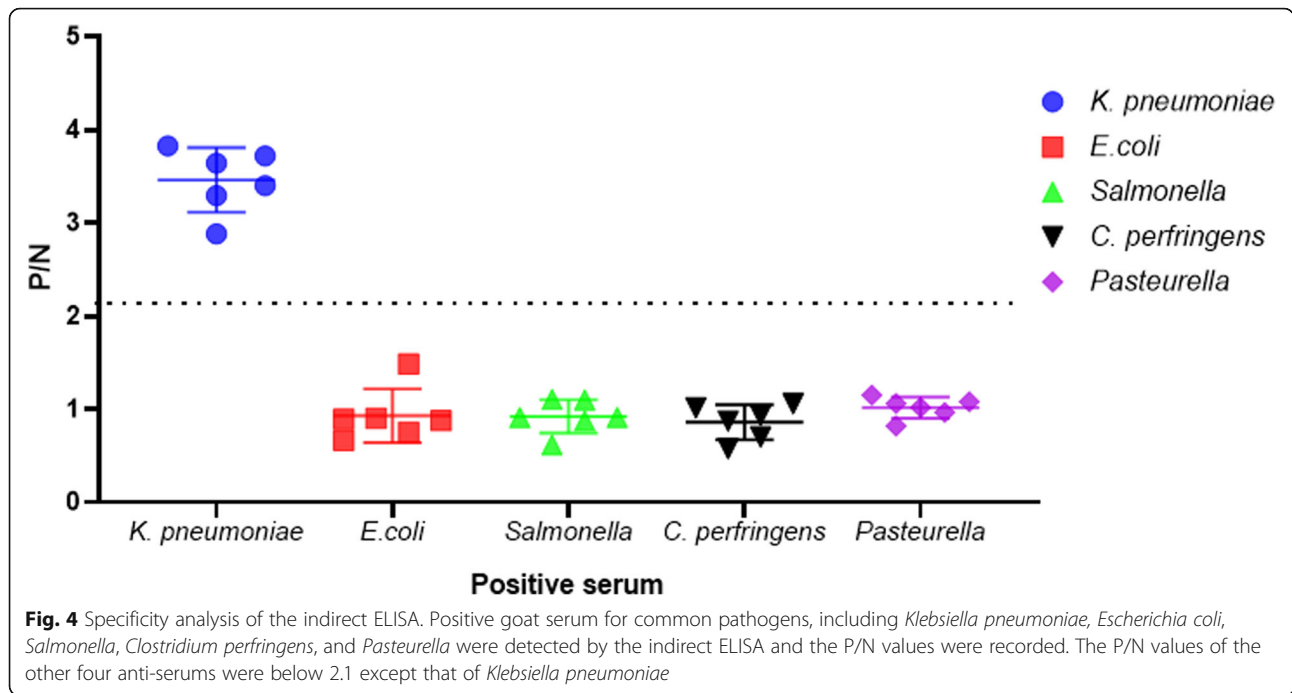 5
4
3
2
1
0
P/N
K. pneumoniae
E.coli
Salmonella
C. perfringens
Pasteurella
K. pneumoniae E.coli Salmonella C. perfringens Pasteurella
Positive serum
Fig. 4 Specificity analysis of the indirect ELISA. Positive goat serum for common pathogens, including Klebsiella pneumoniae, Escherichia coli,
Salmonella, Clostridium perfringens, and Pasteurella were detected by the indirect ELISA and the P/N values were recorded. The P/N values of the
other four anti-serums were below 2.1 except that of Klebsiella pneumoniae